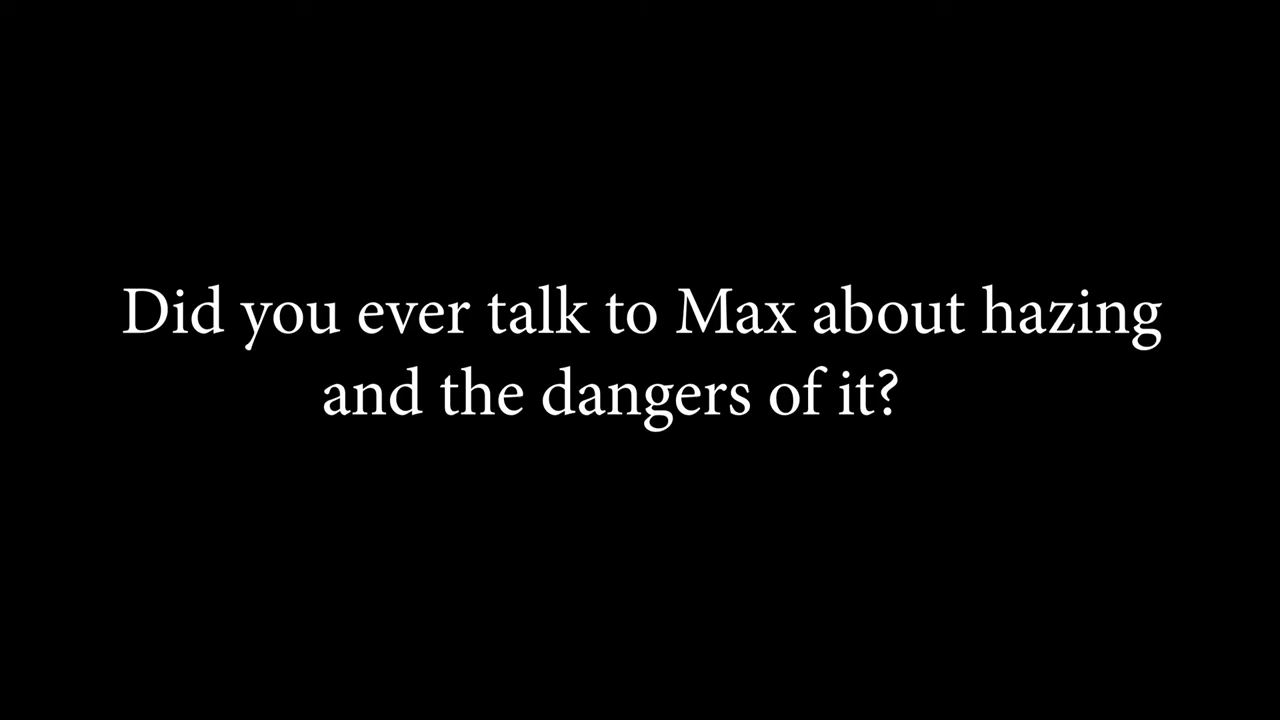 Did you ever talk to Max about hazing
and the dangers of it?